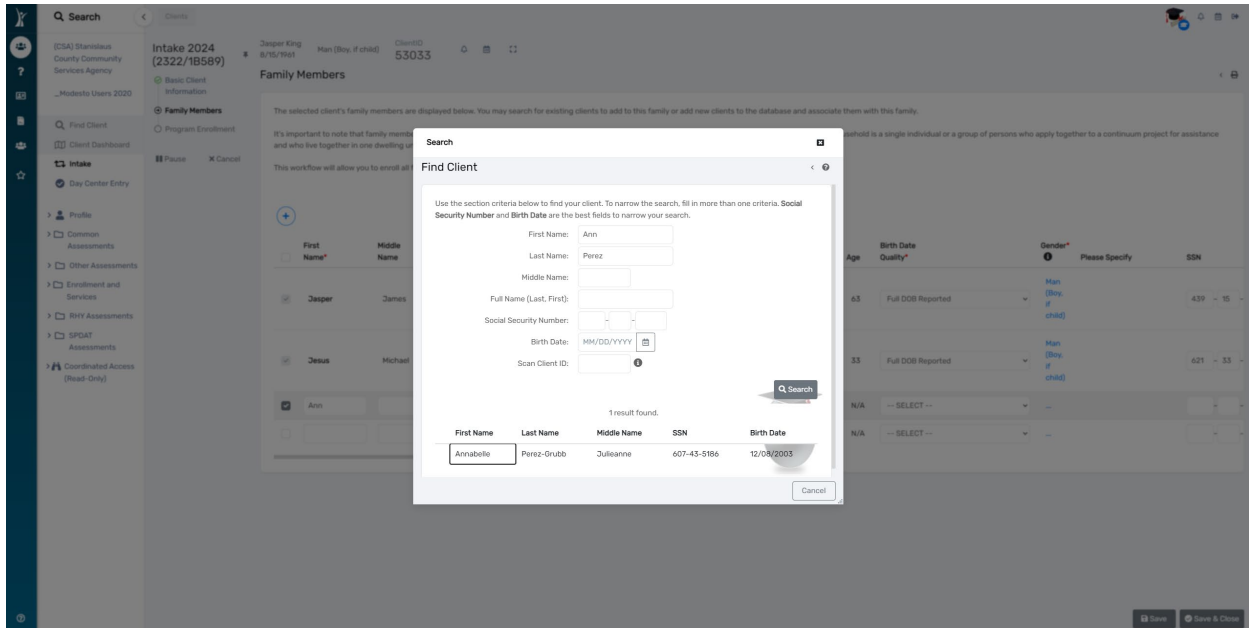 Search
Clients
(CSA) Stanislaus
County Community
Services Agency
_Modesto Users 2020
Find Client
Client Dashboard
Intake
Day Center Entry
Profile
Common
Assessments
Other Assessments
Enrollment and
Services
RHY Assessments
SPDAT
Assessments
Coordinated Access
(Read-Only)
Intake 2024
(2322/1B589)
Basic Client
Information
Family Members
Program Enrollment
Pause Cancel
Jasper King
8/15/1961
Man (Boy, if child)
ClientID
53033
Family Members
The selected client's family members are displayed below. You may search for existing clients to add to this family or add new clients to the database and associate them with this family.
It's important to note that family membe
usehold is a single individual or a group of persons who apply together to a continuum project for assistance
and who live together in one dwelling un
This workflow will allow you to enroll all
First
Name*
Middle
Name
Age
Birth Date
Quality*
Gender*
Please Specify
SSN
Jasper James 63 Full DOB Reported
Man
(Boy,
if
child)
439 - 15 -
Jesus Michael 33 Full DOB Reported
Man
(Boy,
if
child)
621 - 33 -
Ann N/A -- SELECT -- ... - -
N/A -- SELECT -- ... - -
Search
Find Client
Use the section criteria below to find your client. To narrow the search, fill in more than one criteria. Social
Security Number and Birth Date are the best fields to narrow your search.
First Name: Ann
Last Name: Perez
Middle Name:
Full Name (Last, First):
Social Security Number: - -
Birth Date: MM/DD/YYYY
Scan Client ID:
Search
1 result found.
First Name Last Name Middle Name SSN Birth Date
Annabelle Perez-Grubb Julieanne 607-43-5186 12/08/2003
Cancel
Save Save & Close